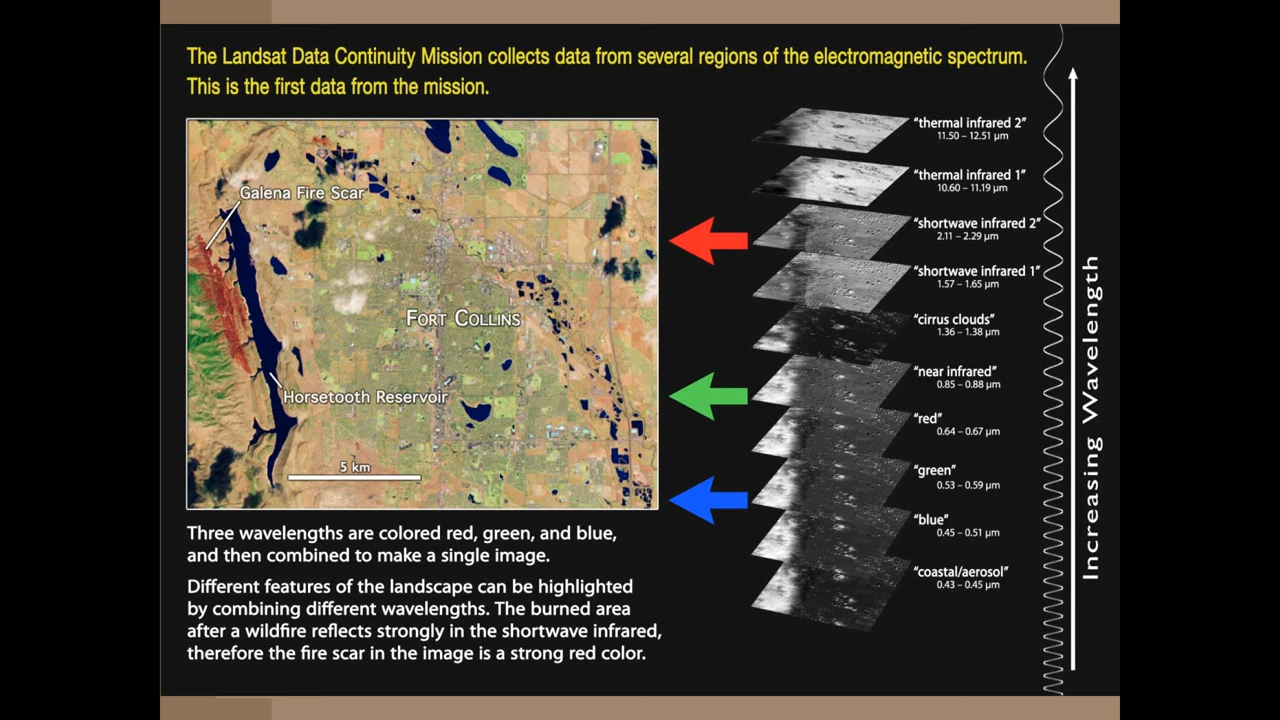 The Landsat Data Continuity Mission collects data from several regions of the electromagnetic spectrum.
This is the first data from the mission.
Galena Fire Scar
Fort Collins
Horsetooth Reservoir
5 km
Three wavelengths are colored red, green, and blue,
and then combined to make a single image.
Different features of the landscape can be highlighted
by combining different wavelengths. The burned area
after a wildfire reflects strongly in the shortwave infrared,
therefore the fire scar in the image is a strong red color.
“thermal infrared 2”
11.50 – 12.51 µm
“thermal infrared 1”
10.60 – 11.19 µm
“shortwave infrared 2”
2.11 – 2.29 µm
“shortwave infrared 1”
1.57 – 1.65 µm
“cirrus clouds”
1.36 – 1.38 µm
“near infrared”
0.85 – 0.88 µm
“red”
0.64 – 0.67 µm
“green”
0.53 – 0.59 µm
“blue”
0.45 – 0.51 µm
“coastal/aerosol”
0.43 – 0.45 µm
Increasing Wavelength